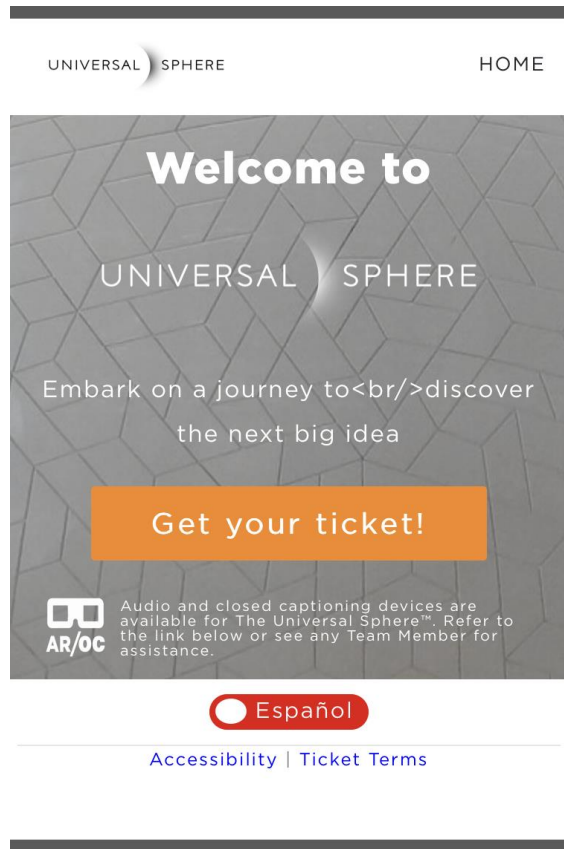 UNIVERSAL SPHERE
HOME
Welcome to
UNIVERSAL SPHERE
Embark on a journey to<br/>discover
the next big idea
Get your ticket!
AR/OC
Audio and closed captioning devices are
available for The Universal Sphere™. Refer to
the link below or see any Team Member for
assistance.
Español
Accessibility | Ticket Terms